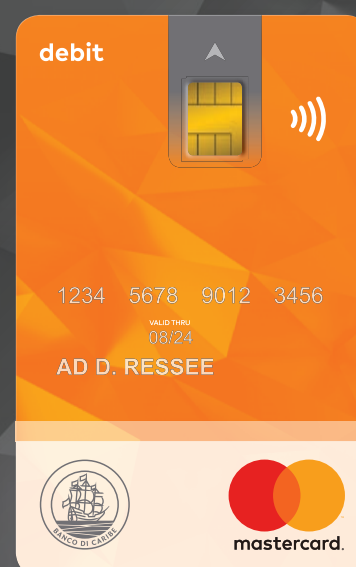 debit
1234 5678 9012 3456
VALID THRU
08/24
AD D. RESSEE
BANCO DI CARIBE
mastercard.